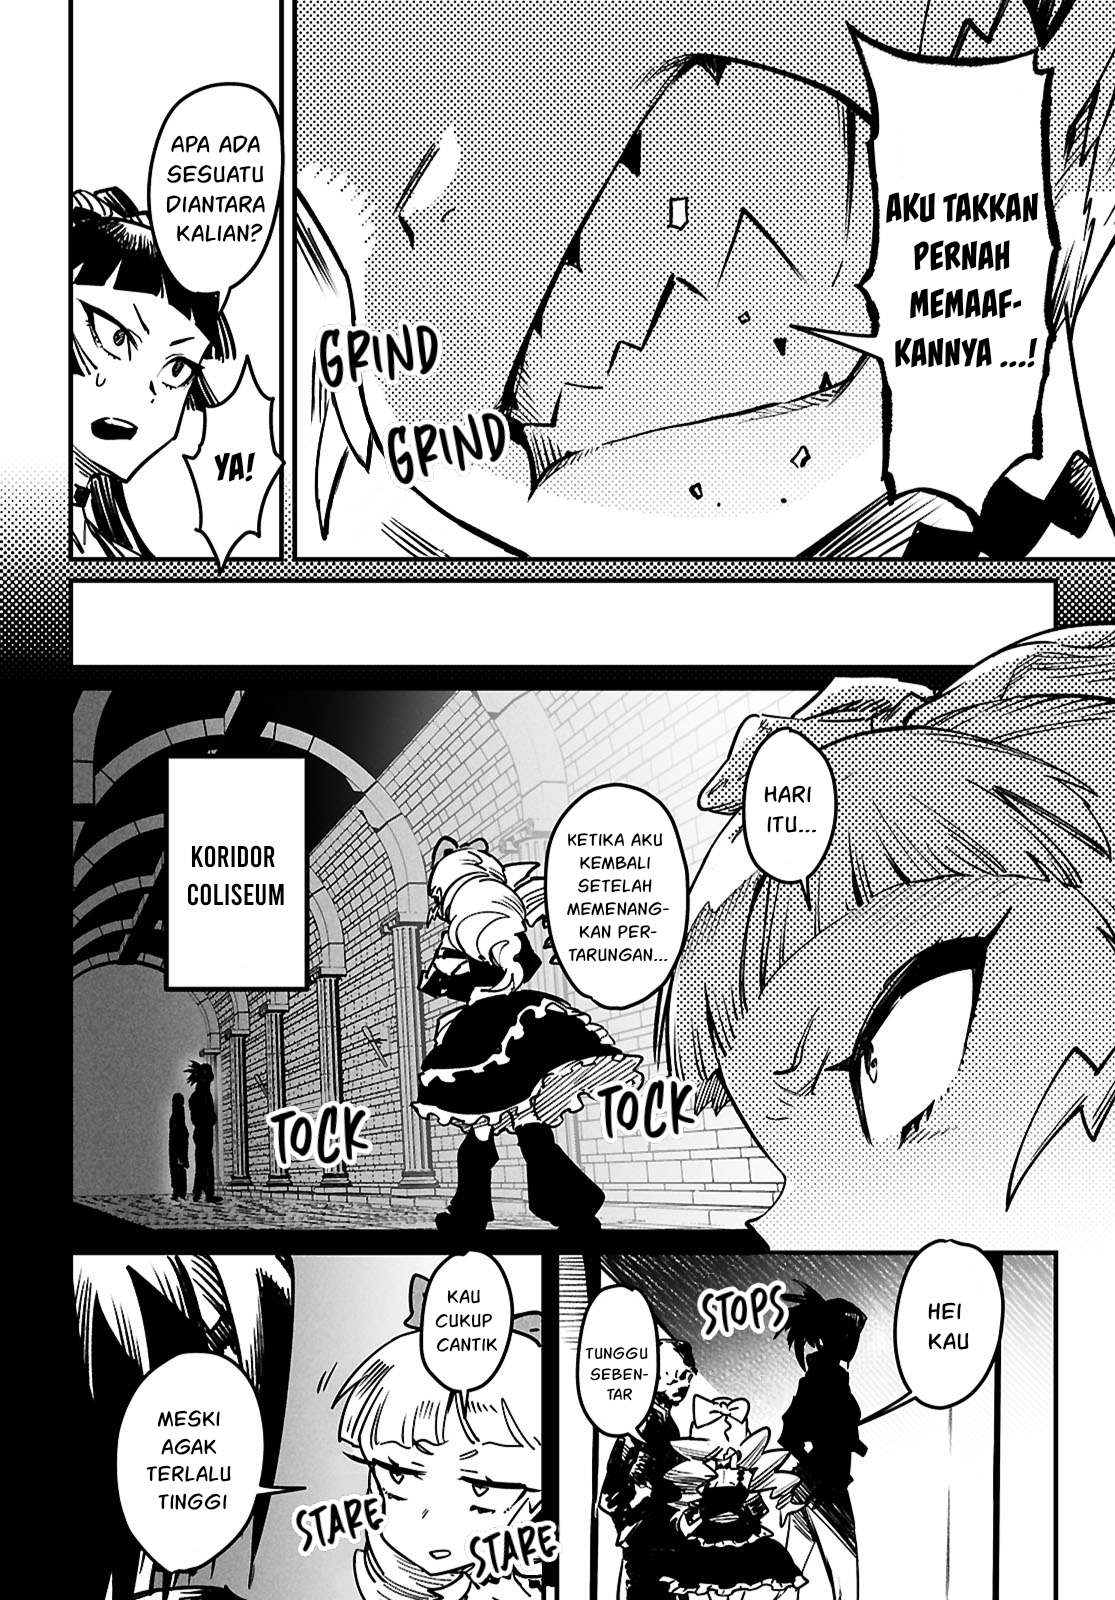 AKU TAKKAN
PERNAH
MEMAAF-
KANNYA ...!
GRIND
GRIND
APA ADA
SESUATU
DIANTARA
KALIAN?
YA!
HARI
ITU...
KETIKA AKU
KEMBALI
SETELAH
MEMENANG-
KAN PER-
TARUNGAN...
KORIDOR
COLISEUM
TOCK
TOCK
HEI
KAU
STOPS
TUNGGU
SEBEN-
TAR
KAU
CUKUP
CANTIK
STARE
STARE
MESKI
AGAK
TERLALU
TINGGI